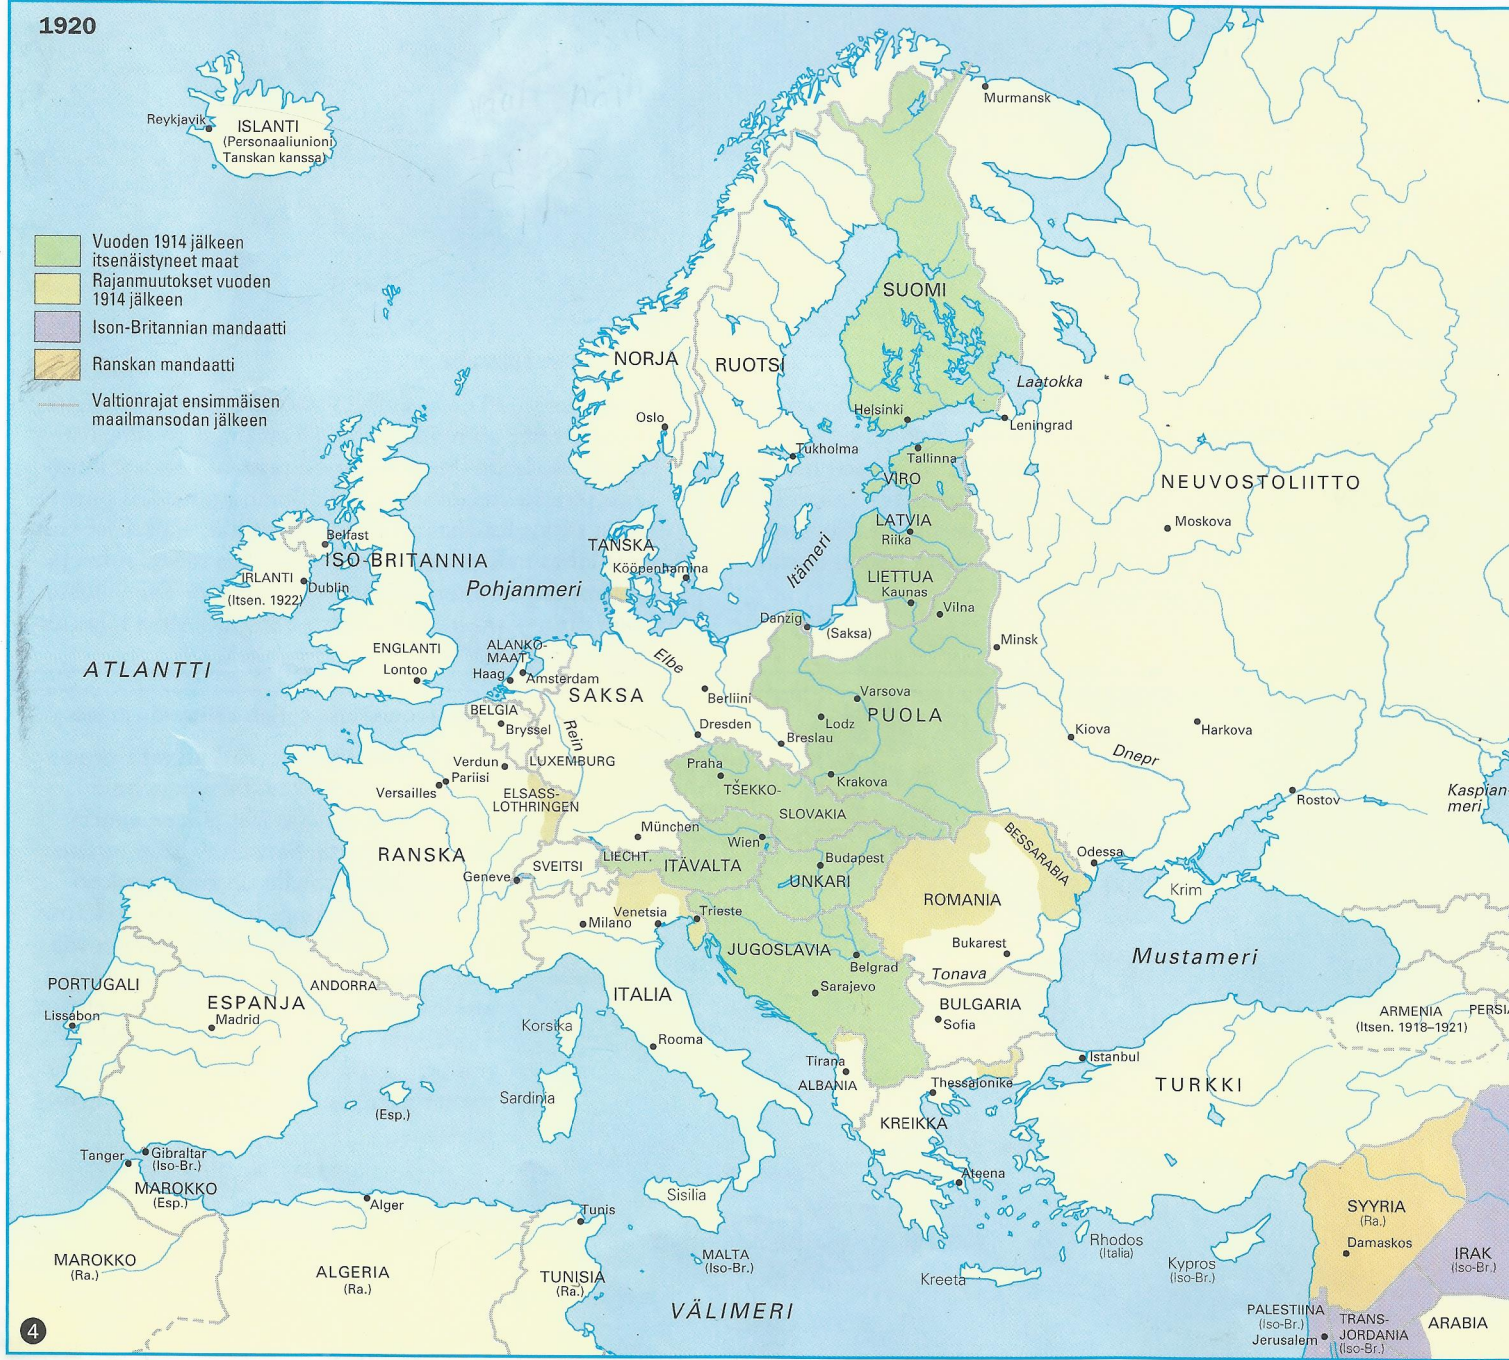 1920
Reykjavik
ISLANTI
(Personaaliunioni
Tanskan kanssa)
Vuoden 1914 jälkeen
itsenäistyneet maat
Rajanmuutokset vuoden
1914 jälkeen
Ison-Britannian mandaatti
Ranskan mandaatti
Valtionrajat ensimmäisen
maailmansodan jälkeen
Murmansk
SUOMI
NORJA
RUOTSI
Laatokka
Oslo
Helsinki
Leningrad
Tukholma
Tallinna
VIRO
NEUVOSTOLIITTO
LATVIA
Riika
Moskova
Belfast
ISO-BRITANNIA
TANSKA
Kööpenhamina
Itämeri
IRLANTI
Dublin
(Itsen. 1922)
Pohjanmeri
LIETTUA
Kaunas
Vilna
Danzig
(Saksa)
Minsk
ATLANTTI
ENGLANTI
Lontoo
ALANKO-
MAAT
Haag
Amsterdam
Elbe
SAKSA
Berliini
Varsova
PUOLA
Lodz
BELGIA
Bryssel
Rein
Dresden
Breslau
Kiova
Harkova
Dnepr
Verdun
LUXEMBURG
Pariisi
Versailles
ELSASS-
LOTHRINGEN
Praha
TŠEKKO-
SLOVAKIA
Krakova
Rostov
Kaspian-
meri
München
Wien
BESSARABIA
Odessa
RANSKA
SVEITSI
LIECHT.
ITÄVALTA
Budapest
UNKARI
Geneve
Krim
ROMANIA
Venetsia
Milano
Trieste
JUGOSLAVIA
Bukarest
Belgrad
Mustameri
Tonava
PORTUGALI
ANDORRA
ESPANJA
Madrid
Lissabon
ITALIA
Sarajevo
BULGARIA
Sofia
ARMENIA
(Itsen. 1918–1921)
PERSIA
Korsika
Rooma
Tirana
ALBANIA
Istanbul
TURKKI
Thessalonike
(Esp.)
Sardinia
KREIKKA
Tanger
Gibraltar
(Iso-Br.)
MAROKKO
(Esp.)
Alger
Sisilia
Ateena
Tunis
SYYRIA
(Ra.)
Damaskos
MAROKKO
(Ra.)
ALGERIA
(Ra.)
TUNISIA
(Ra.)
MALTA
(Iso-Br.)
Rhodos
(Italia)
Kypros
(Iso-Br.)
Kreeta
IRAK
(Iso-Br.)
VÄLIMERI
PALESTIINA
(Iso-Br.)
Jerusalem
TRANS-
JORDANIA
(Iso-Br.)
ARABIA
4